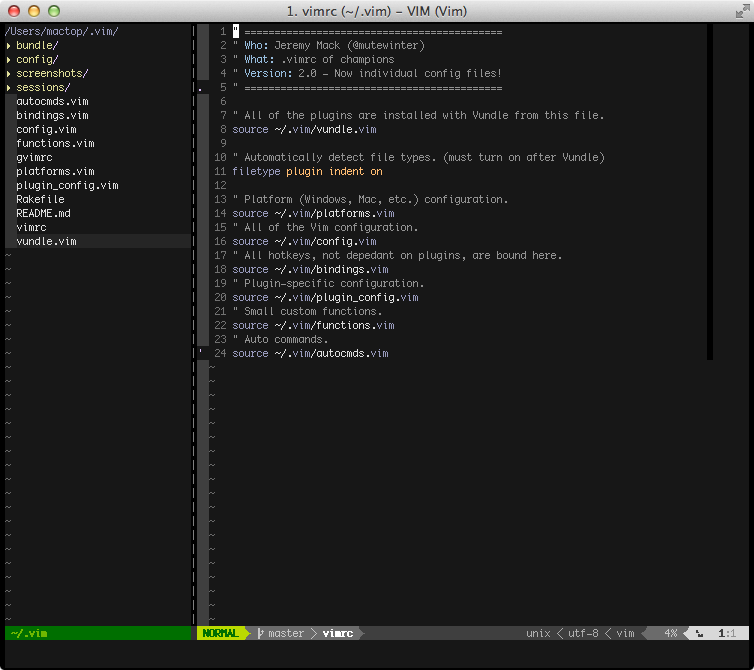 1. vimrc (~/.vim) - VIM (Vim)
/Users/mactop/.vim/
▸ bundle/
▸ config/
▸ screenshots/
▸ sessions/
autocmds.vim
bindings.vim
config.vim
functions.vim
gvimrc
platforms.vim
plugin_config.vim
Rakefile
README.md
vimrc
vundle.vim
~/.vim
1 " ===========================================
2 " Who: Jeremy Mack (@mutewinter)
3 " What: .vimrc of champions
4 " Version: 2.0 - Now individual config files!
. 5 " ===========================================
6
7 " All of the plugins are installed with Vundle from this file.
8 source ~/.vim/vundle.vim
9
10 " Automatically detect file types. (must turn on after Vundle)
11 filetype plugin indent on
12
13 " Platform (Windows, Mac, etc.) configuration.
14 source ~/.vim/platforms.vim
15 " All of the Vim configuration.
16 source ~/.vim/config.vim
17 " All hotkeys, not depedant on plugins, are bound here.
18 source ~/.vim/bindings.vim
19 " Plugin-specific configuration.
20 source ~/.vim/plugin_config.vim
21 " Small custom functions.
22 source ~/.vim/functions.vim
23 " Auto commands.
' 24 source ~/.vim/autocmds.vim
NORMAL master vimrc unix utf-8 vim 4% 1:1